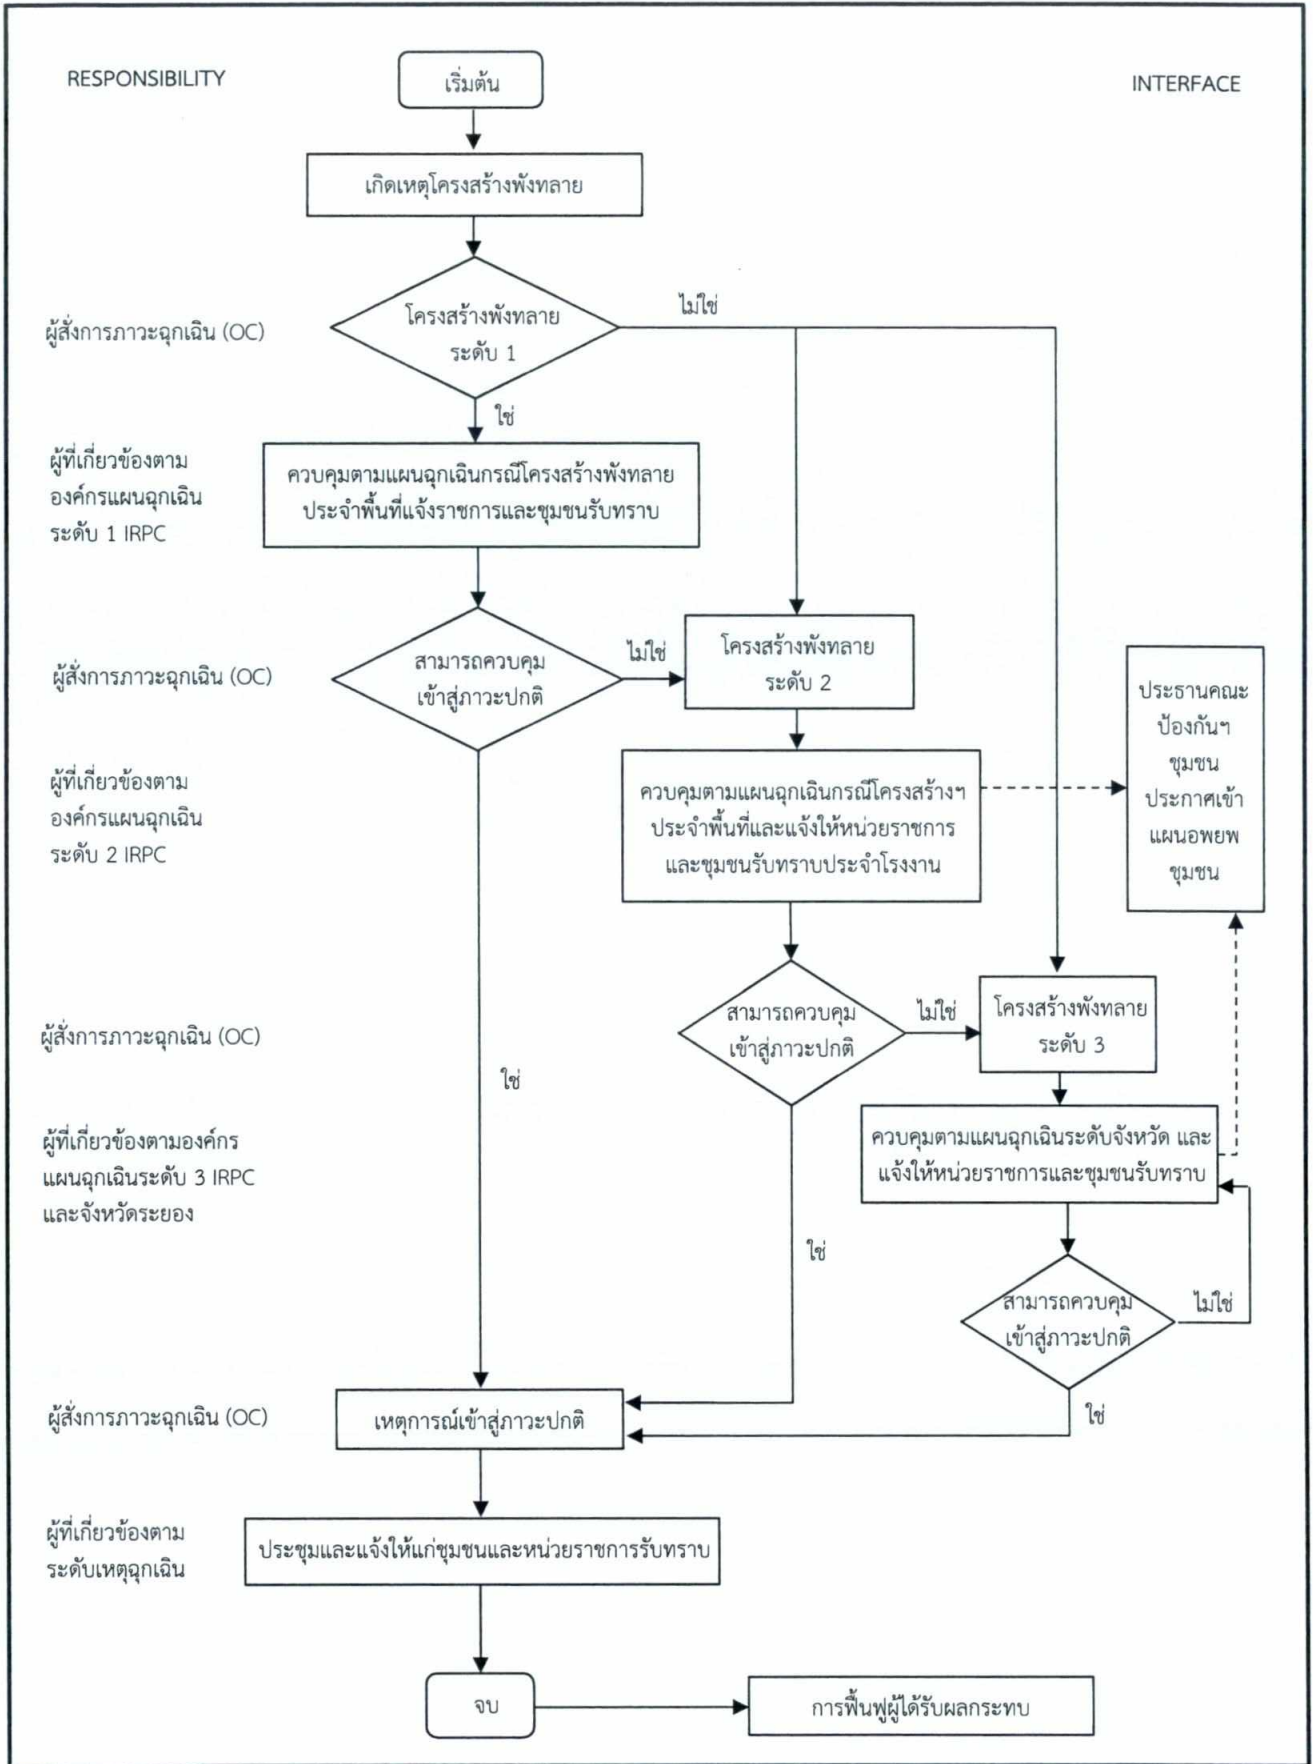 RESPONSIBILITY
INTERFACE
เริ่มต้น
เกิดเหตุโครงสร้างพังทลาย
ไม่ใช่
ผู้สั่งการภาวะฉุกเฉิน (OC)
โครงสร้างพังทลาย
ระดับ 1
ใช่
ผู้ที่เกี่ยวข้องตาม
องค์กรแผนฉุกเฉิน
ระดับ 1 IRPC
ควบคุมตามแผนฉุกเฉินกรณีโครงสร้างพังทลาย
ประจำพื้นที่แจ้งราชการและชุมชนรับทราบ
ผู้สั่งการภาวะฉุกเฉิน (OC)
สามารถควบคุม
เข้าสู่ภาวะปกติ
ไม่ใช่
โครงสร้างพังทลาย
ระดับ 2
ประธานคณะ
ป้องกันฯ
ชุมชน
ประกาศเข้า
แผนอพยพ
ชุมชน
ผู้ที่เกี่ยวข้องตาม
องค์กรแผนฉุกเฉิน
ระดับ 2 IRPC
ควบคุมตามแผนฉุกเฉินกรณีโครงสร้างฯ
ประจำพื้นที่และแจ้งให้หน่วยราชการ
และชุมชนรับทราบประจำโรงงาน
ผู้สั่งการภาวะฉุกเฉิน (OC)
สามารถควบคุม
เข้าสู่ภาวะปกติ
ไม่ใช่
โครงสร้างพังทลาย
ระดับ 3
ใช่
ผู้ที่เกี่ยวข้องตามองค์กร
แผนฉุกเฉินระดับ 3 IRPC
และจังหวัดระยอง
ควบคุมตามแผนฉุกเฉินระดับจังหวัด และ
แจ้งให้หน่วยราชการและชุมชนรับทราบ
ใช่
สามารถควบคุม
เข้าสู่ภาวะปกติ
ไม่ใช่
ผู้สั่งการภาวะฉุกเฉิน (OC)
เหตุการณ์เข้าสู่ภาวะปกติ
ใช่
ผู้ที่เกี่ยวข้องตาม
ระดับเหตุฉุกเฉิน
ประชุมและแจ้งให้แก่ชุมชนและหน่วยราชการรับทราบ
จบ
การฟื้นฟูผู้ได้รับผลกระทบ